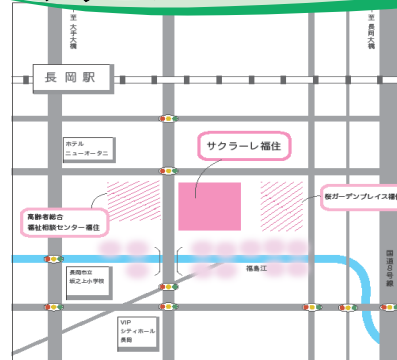 至 大手大橋
至 長岡大橋
長岡駅
ホテル
ニューオータニ
サクラーレ福住
桜ガーデンプレイス福
高齢者総合
福祉相談センター福住
福島江
国道8号線
長岡市立
坂之上小学校
VIP
シティホール
長岡